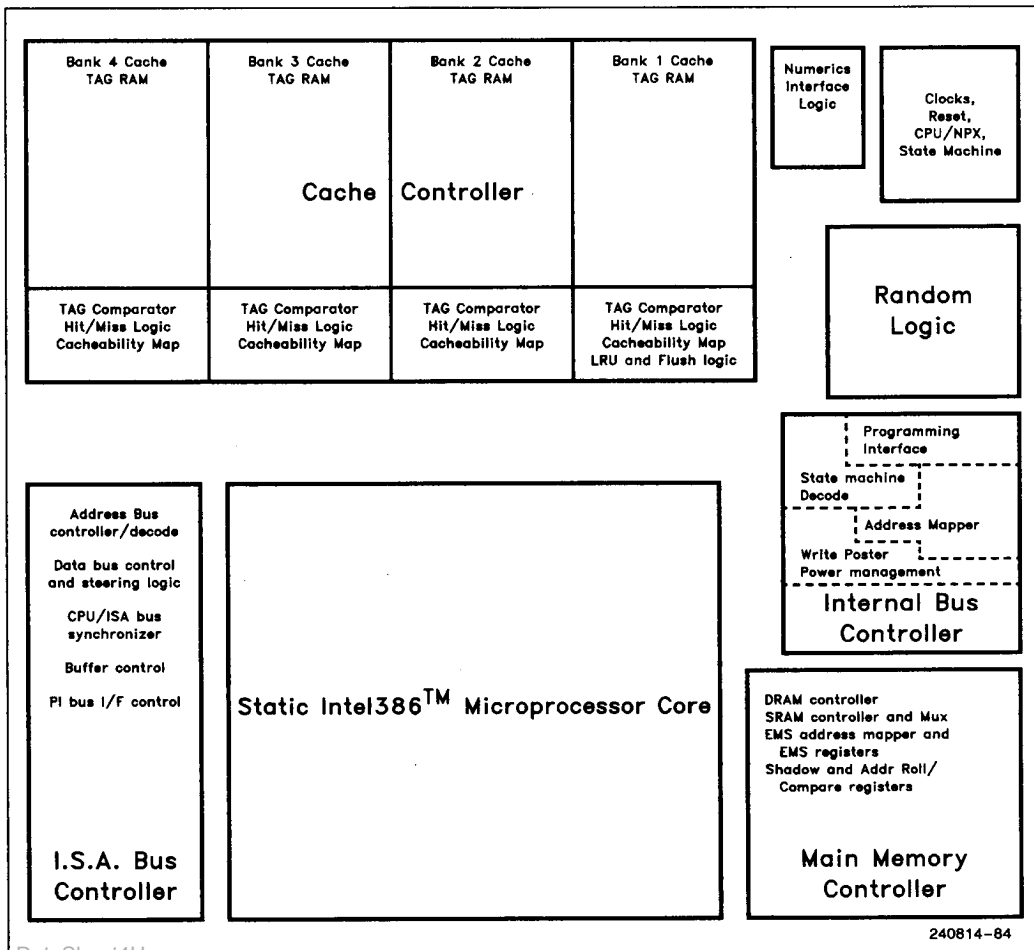 Bank 4 Cache
TAG RAM
Bank 3 Cache
TAG RAM
Bank 2 Cache
TAG RAM
Bank 1 Cache
TAG RAM
Cache Controller
TAG Comparator
Hit/Miss Logic
Cacheability Map
TAG Comparator
Hit/Miss Logic
Cacheability Map
TAG Comparator
Hit/Miss Logic
Cacheability Map
TAG Comparator
Hit/Miss Logic
Cacheability Map
LRU and Flush logic
Numerics
Interface
Logic
Clocks,
Reset,
CPU/NPX,
State Machine
Random
Logic
Programming
Interface
State machine
Decode
Address Mapper
Write Poster
Power management
Internal Bus
Controller
Address Bus
controller/decode
Data bus control
and steering logic
CPU/ISA bus
synchronizer
Buffer control
PI bus I/F control
I.S.A. Bus
Controller
Static Intel386™ Microprocessor Core
DRAM controller
SRAM controller and Mux
EMS address mapper and
EMS registers
Shadow and Addr Roll/
Compare registers
Main Memory
Controller
240814-84